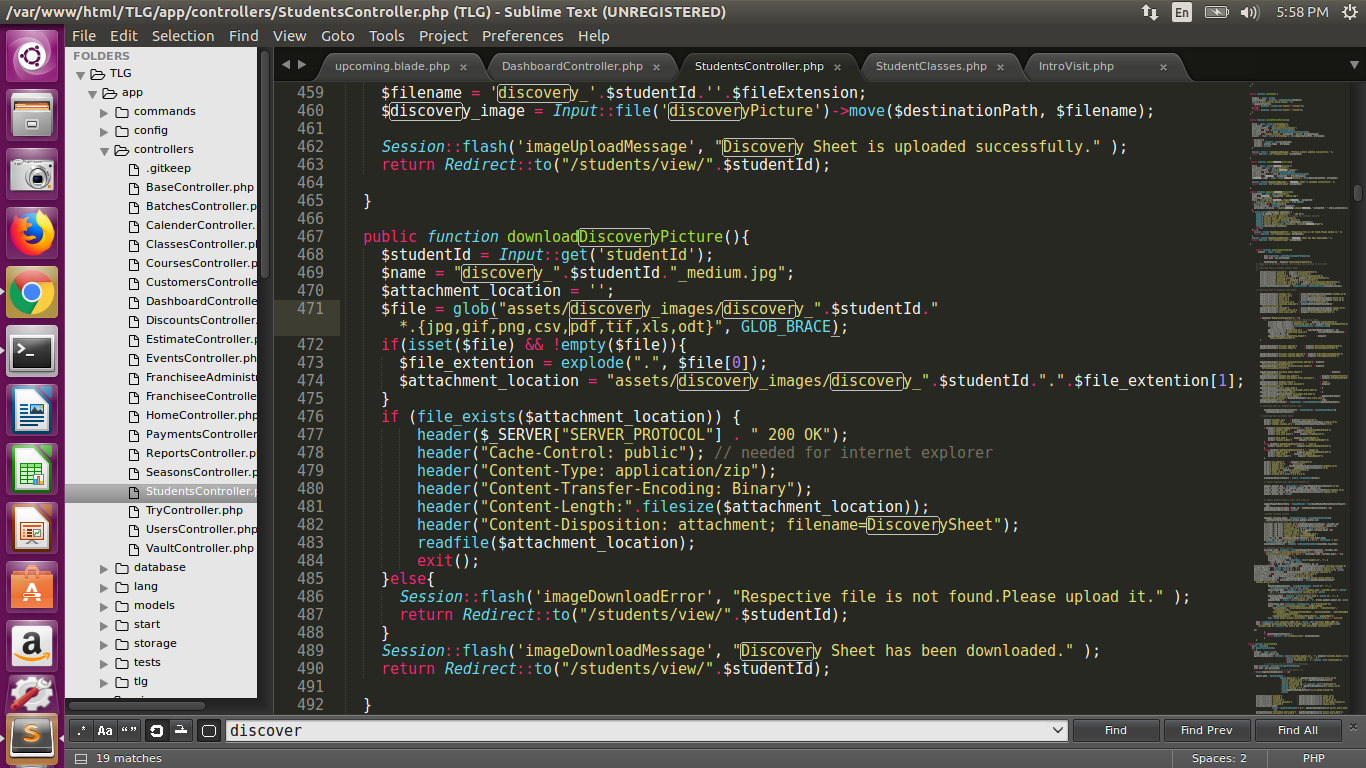 /var/www/html/TLG/app/controllers/StudentsController.php (TLG) - Sublime Text (UNREGISTERED)
En
5:58 PM
File Edit Selection Find View Goto Tools Project Preferences Help
FOLDERS
TLG
app
commands
config
controllers
.gitkeep
BaseController.php
BatchesController.p
CalenderController.
ClassesController.pl
CoursesController.p
CustomersControlle
DashboardControlle
DiscountsController
EstimateController.
EventsController.ph
FranchiseeAdminist
FranchiseeControlle
HomeController.php
PaymentsController
ReportsController.p
SeasonsController.p
StudentsController.p
TryController.php
UsersController.php
VaultController.php
database
lang
models
start
storage
tests
tlg
upcoming.blade.php × DashboardController.php × StudentsController.php × StudentClasses.php × IntroVisit.php ×
459 $filename = 'discovery_'.$studentId.''.$fileExtension;
460 $discovery_image = Input::file('discoveryPicture')->move($destinationPath, $filename);
461
462 Session::flash('imageUploadMessage', "Discovery Sheet is uploaded successfully." );
463 return Redirect::to("/students/view/".$studentId);
464
465 }
466
467 public function downloadDiscoveryPicture(){
468 $studentId = Input::get('studentId');
469 $name = "discovery_".$studentId."_medium.jpg";
470 $attachment_location = '';
471 $file = glob("assets/discovery_images/discovery_".$studentId."
*.{jpg,gif,png,csv,pdf,tif,xls,odt}", GLOB_BRACE);
472 if(isset($file) && !empty($file)){
473 $file_extention = explode(".", $file[0]);
474 $attachment_location = "assets/discovery_images/discovery_".$studentId.".".$file_extention[1];
475 }
476 if (file_exists($attachment_location)) {
477 header($_SERVER["SERVER_PROTOCOL"] . " 200 OK");
478 header("Cache-Control: public"); // needed for internet explorer
479 header("Content-Type: application/zip");
480 header("Content-Transfer-Encoding: Binary");
481 header("Content-Length:".filesize($attachment_location));
482 header("Content-Disposition: attachment; filename=DiscoverySheet");
483 readfile($attachment_location);
484 exit();
485 }else{
486 Session::flash('imageDownloadError', "Respective file is not found.Please upload it." );
487 return Redirect::to("/students/view/".$studentId);
488 }
489 Session::flash('imageDownloadMessage', "Discovery Sheet has been downloaded." );
490 return Redirect::to("/students/view/".$studentId);
491
492 }
.* Aa “ ” discover Find Find Prev Find All
19 matches Spaces: 2 PHP